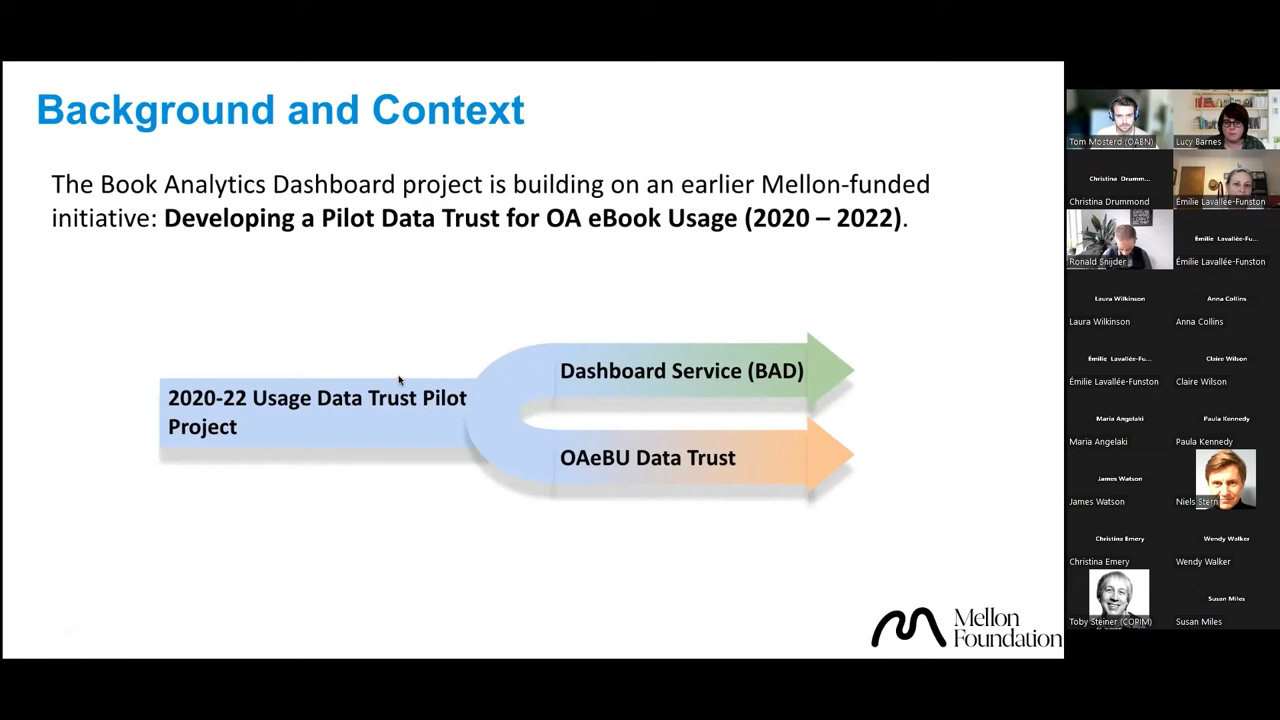 Background and Context
The Book Analytics Dashboard project is building on an earlier Mellon-funded
initiative: Developing a Pilot Data Trust for OA eBook Usage (2020 – 2022).
2020-22 Usage Data Trust Pilot
Project
Dashboard Service (BAD)
OAeBU Data Trust
Mellon
Foundation
Tom Mosterd (OABN)
Lucy Barnes
Christina Drumm...
Christina Drummond
Émilie Lavallée-Funston
Ronald Snijder
Émilie Lavallée-Fu...
Émilie Lavallée-Funston
Laura Wilkinson
Laura Wilkinson
Anna Collins
Anna Collins
Émilie Lavallée-Fu...
Émilie Lavallée-Funston
Claire Wilson
Claire Wilson
Maria Angelaki
Maria Angelaki
Paula Kennedy
Paula Kennedy
James Watson
James Watson
Niels Stern
Christina Emery
Christina Emery
Wendy Walker
Wendy Walker
Toby Steiner (COPIM)
Susan Miles
Susan Miles